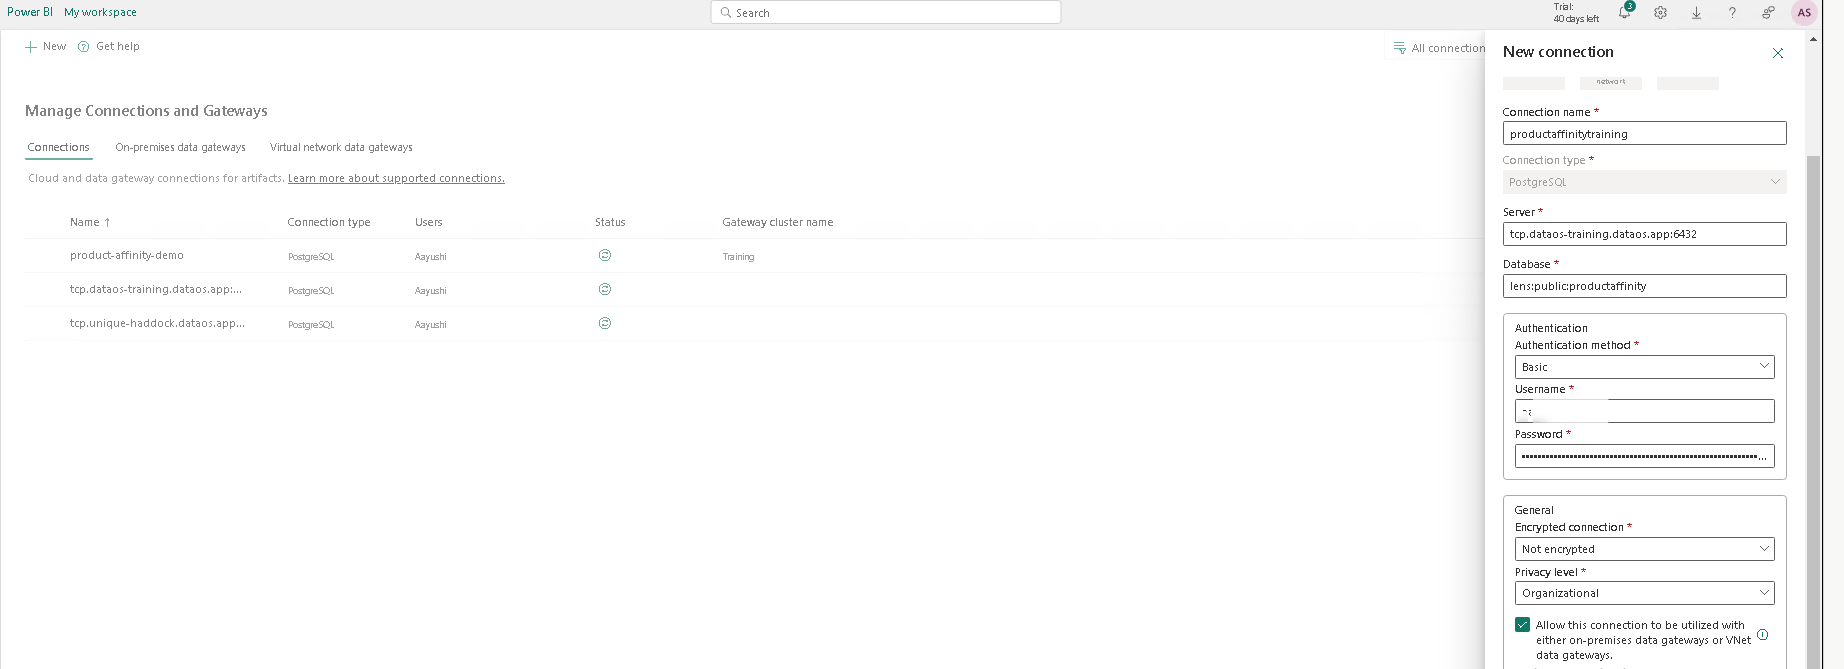 Power BI My workspace
Search
Trial:
40 days left
3
?
AS
New ? Get help
All connection
New connection
network
Manage Connections and Gateways
Connections On-premises data gateways Virtual network data gateways
Cloud and data gateway connections for artifacts. Learn more about supported connections.
Name ↑ Connection type Users Status Gateway cluster name
product-affinity-demo PostgreSQL Aayushi Training
tcp.dataos-training.dataos.app:... PostgreSQL Aayushi
tcp.unique-haddock.dataos.app... PostgreSQL Aayushi
Connection name *
productaffinitytraining
Connection type *
PostgreSQL
Server *
tcp.dataos-training.dataos.app:6432
Database *
lens:public:productaffinity
Authentication
Authentication method *
Basic
Username *
Password *
General
Encrypted connection *
Not encrypted
Privacy level *
Organizational
Allow this connection to be utilized with
either on-premises data gateways or VNet
data gateways.